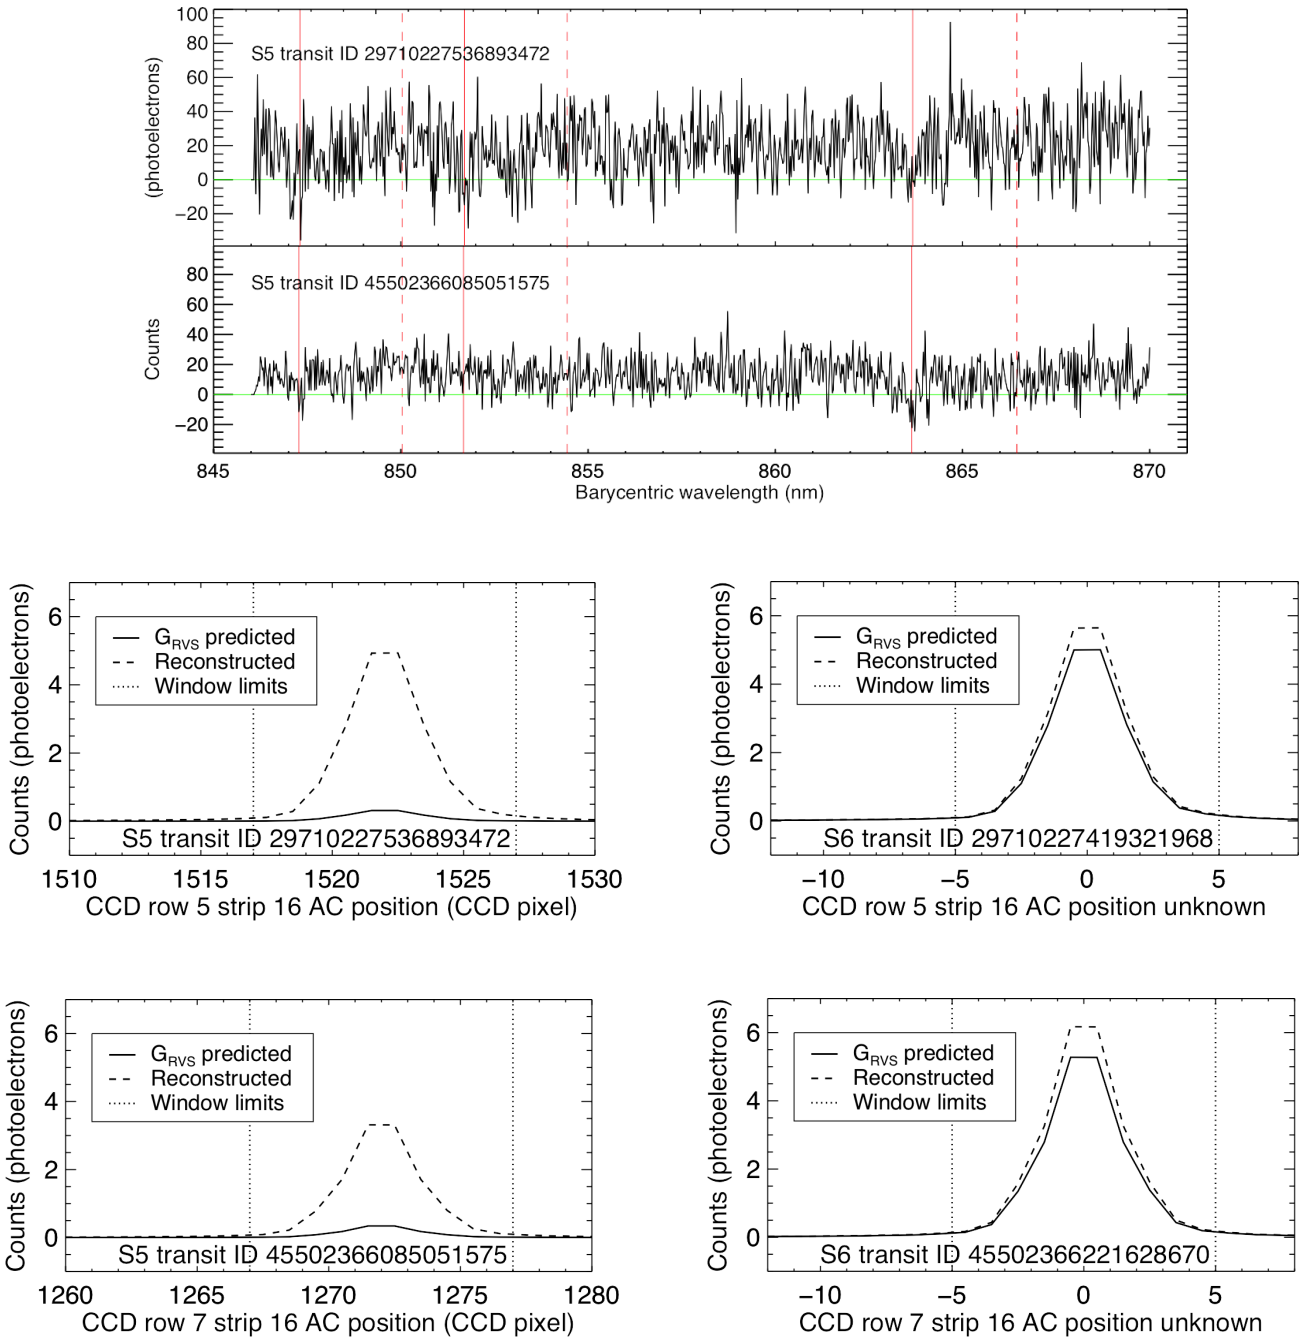 100
80
60
40
20
0
−20
(photoelectrons)
S5 transit ID 29710227536893472
80
60
40
20
0
−20
Counts
S5 transit ID 45502366085051575
845 850 855 860 865 870
Barycentric wavelength (nm)
6
4
2
0
Counts (photoelectrons)
G_RVS predicted
Reconstructed
Window limits
S5 transit ID 29710227536893472
1510 1515 1520 1525 1530
CCD row 5 strip 16 AC position (CCD pixel)
6
4
2
0
Counts (photoelectrons)
G_RVS predicted
Reconstructed
Window limits
S6 transit ID 29710227419321968
−10 −5 0 5
CCD row 5 strip 16 AC position unknown
6
4
2
0
Counts (photoelectrons)
G_RVS predicted
Reconstructed
Window limits
S5 transit ID 45502366085051575
1260 1265 1270 1275 1280
CCD row 7 strip 16 AC position (CCD pixel)
6
4
2
0
Counts (photoelectrons)
G_RVS predicted
Reconstructed
Window limits
S6 transit ID 45502366221628670
−10 −5 0 5
CCD row 7 strip 16 AC position unknown